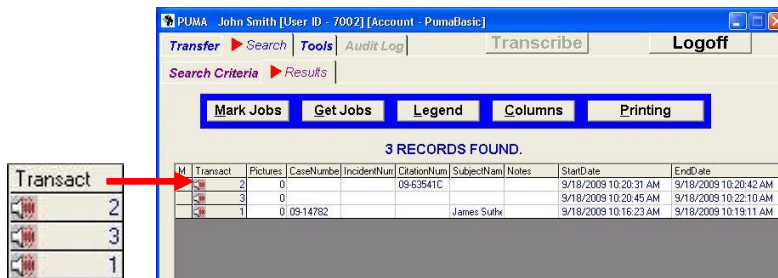 PUMA John Smith [User ID - 7002] [Account - PumaBasic]
Transfer Search Tools Audit Log Transcribe Logoff
Search Criteria Results
Mark Jobs Get Jobs Legend Columns Printing
3 RECORDS FOUND.
M Transact Pictures CaseNumbe IncidentNum CitationNum SubjectNam Notes StartDate EndDate
2 0 09-63541C 9/18/2009 10:20:31 AM 9/18/2009 10:20:42 AM
3 0 9/18/2009 10:20:45 AM 9/18/2009 10:22:10 AM
1 0 09-14782 James Suthe 9/18/2009 10:16:23 AM 9/18/2009 10:19:11 AM
Transact
2
3
1